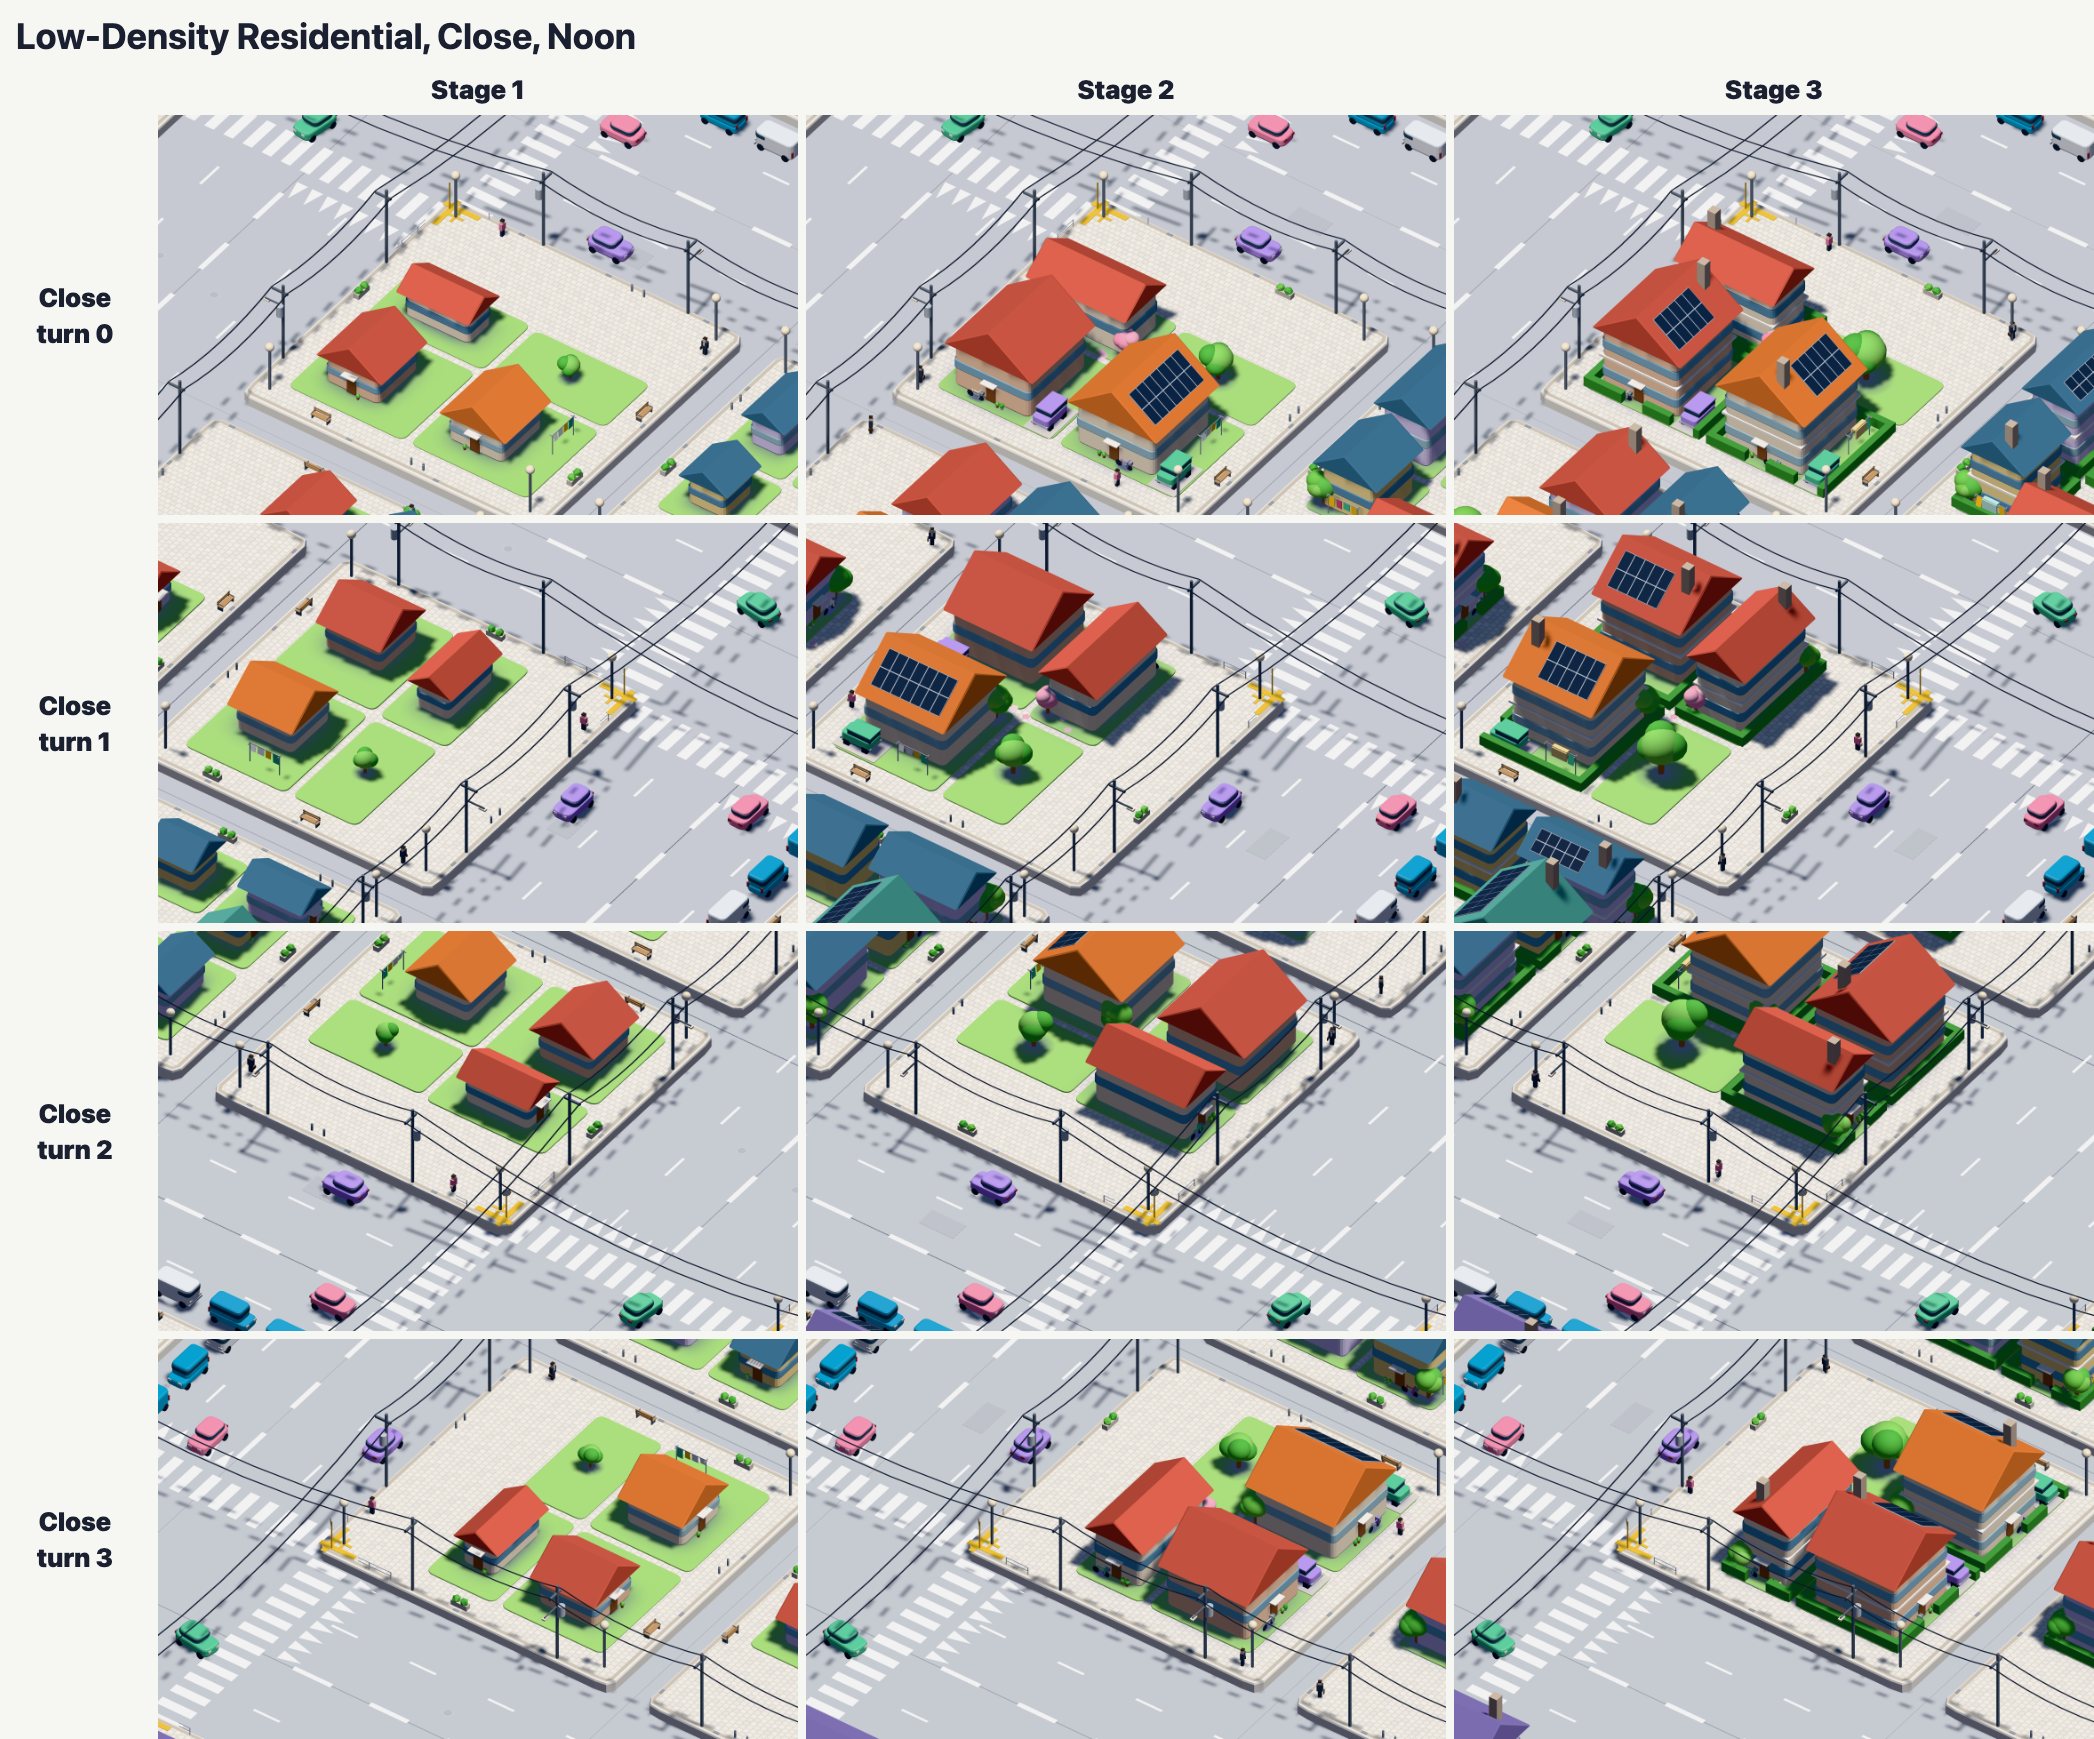 Low-Density Residential, Close, Noon
Stage 1
Stage 2
Stage 3
Close
turn 0
Close
turn 1
Close
turn 2
Close
turn 3